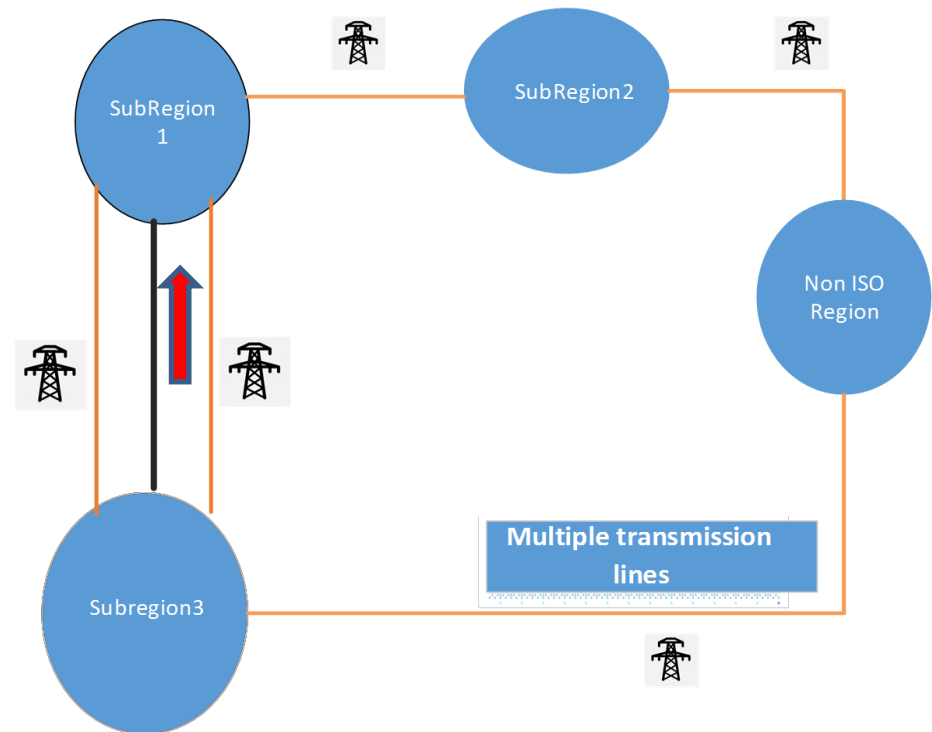 SubRegion
1
SubRegion2
Non ISO
Region
Multiple transmission
lines
Subregion3